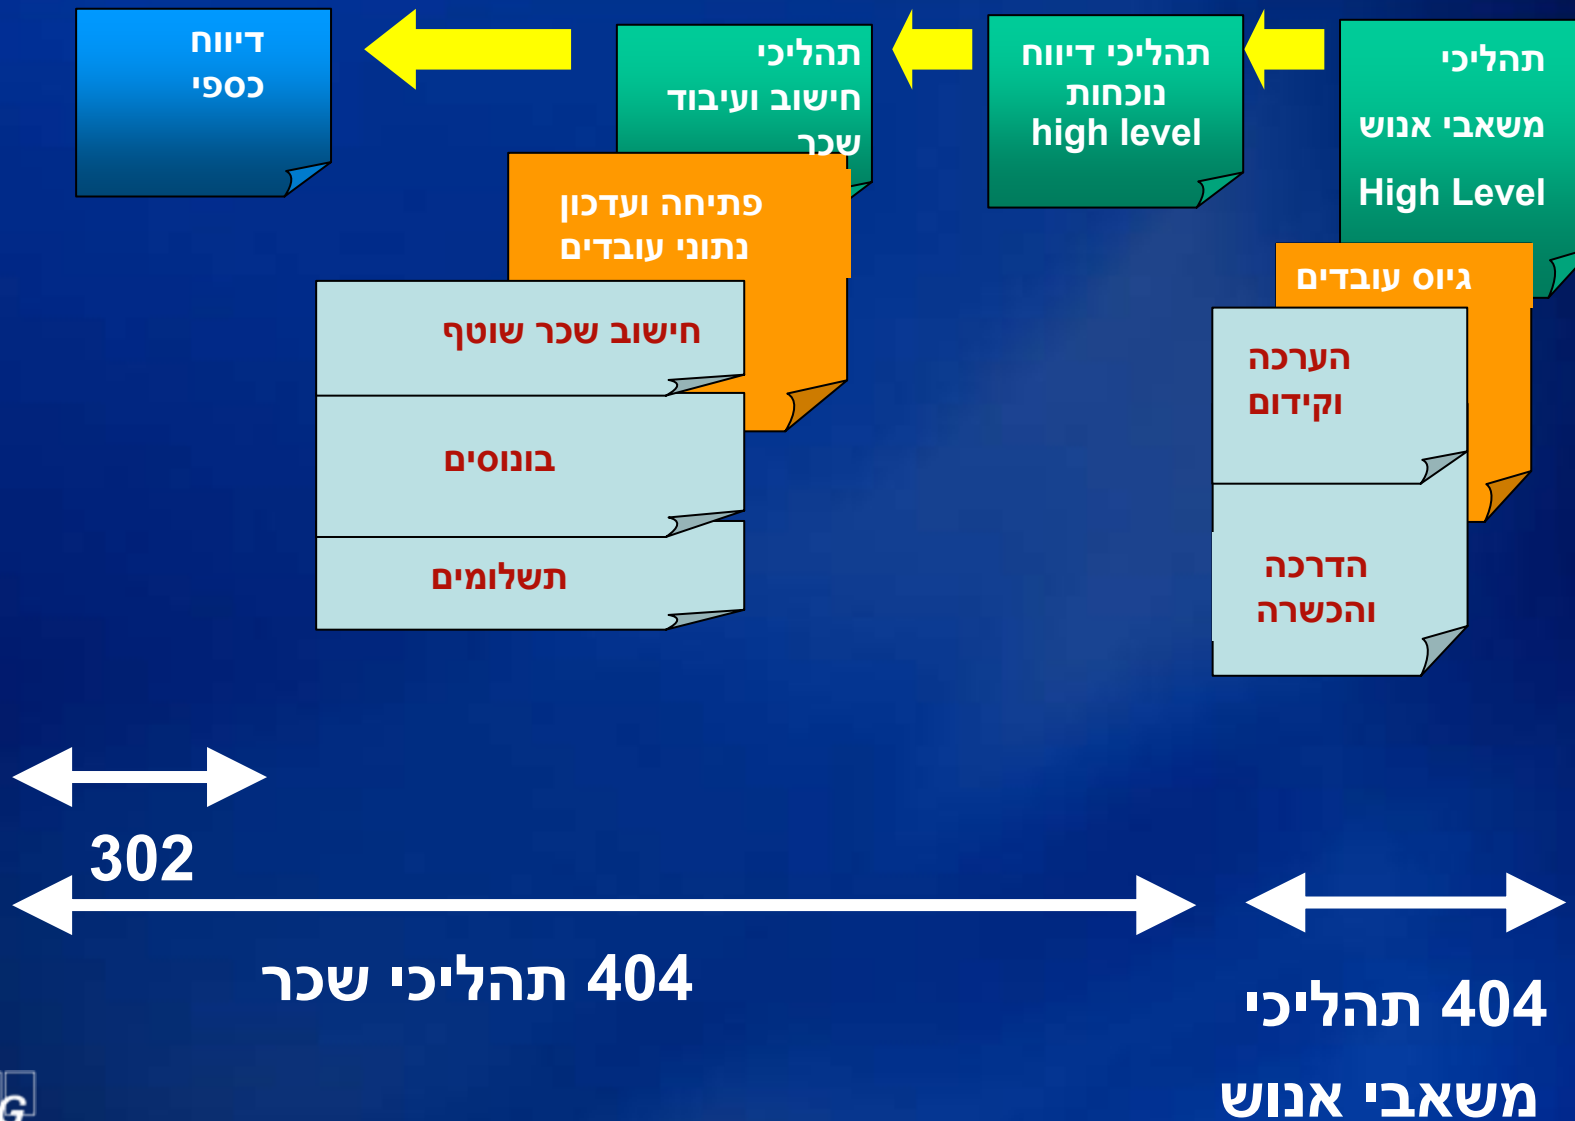 תהליכי
משאבי אנוש
High Level
גיוס עובדים
הערכה
וקידום
הדרכה
והכשרה
תהליכי דיווח
נוכחות
high level
תהליכי
חישוב ועיבוד
שכר
פתיחה ועדכון
נתוני עובדים
חישוב שכר שוטף
בונוסים
תשלומים
דיווח
כספי
302
404 תהליכי שכר
404 תהליכי
משאבי אנוש
G